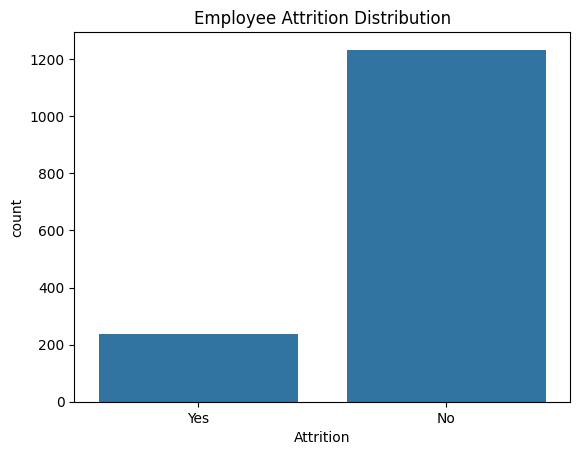 Employee Attrition Distribution
1200
1000
800
600
400
200
0
count
Yes
No
Attrition